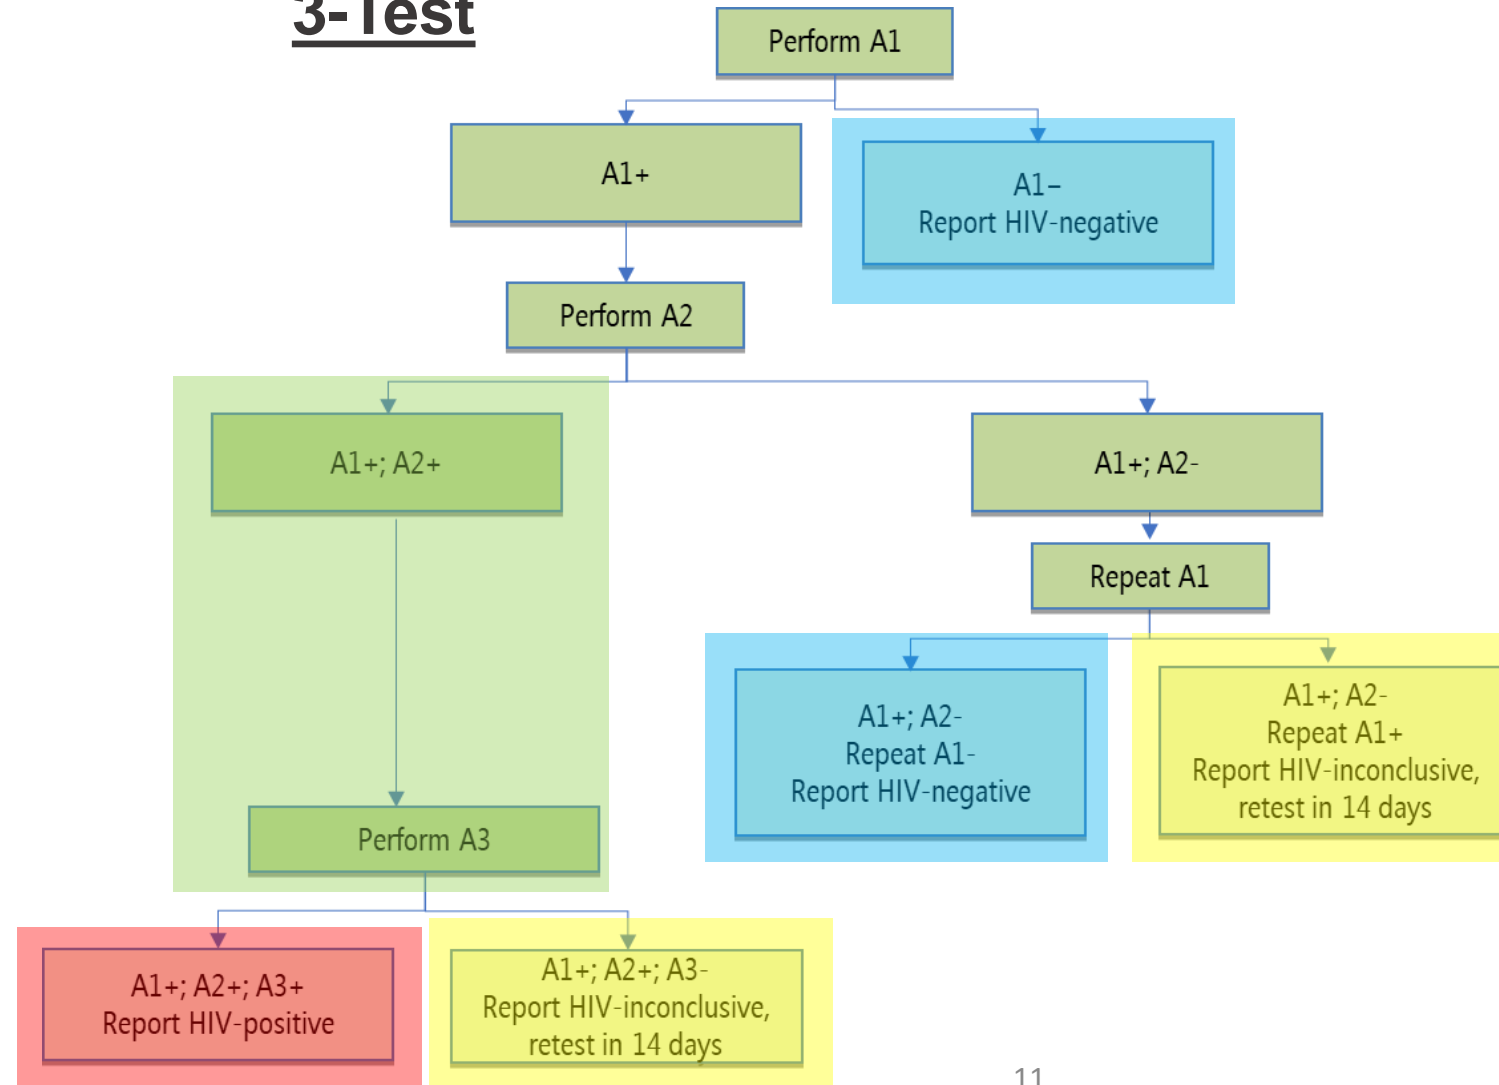 3-Test
Perform A1
A1+
A1–
Report HIV-negative
Perform A2
A1+; A2+
A1+; A2-
Repeat A1
A1+; A2-
Repeat A1-
Report HIV-negative
A1+; A2-
Repeat A1+
Report HIV-inconclusive,
retest in 14 days
Perform A3
A1+; A2+; A3+
Report HIV-positive
A1+; A2+; A3-
Report HIV-inconclusive,
retest in 14 days
11